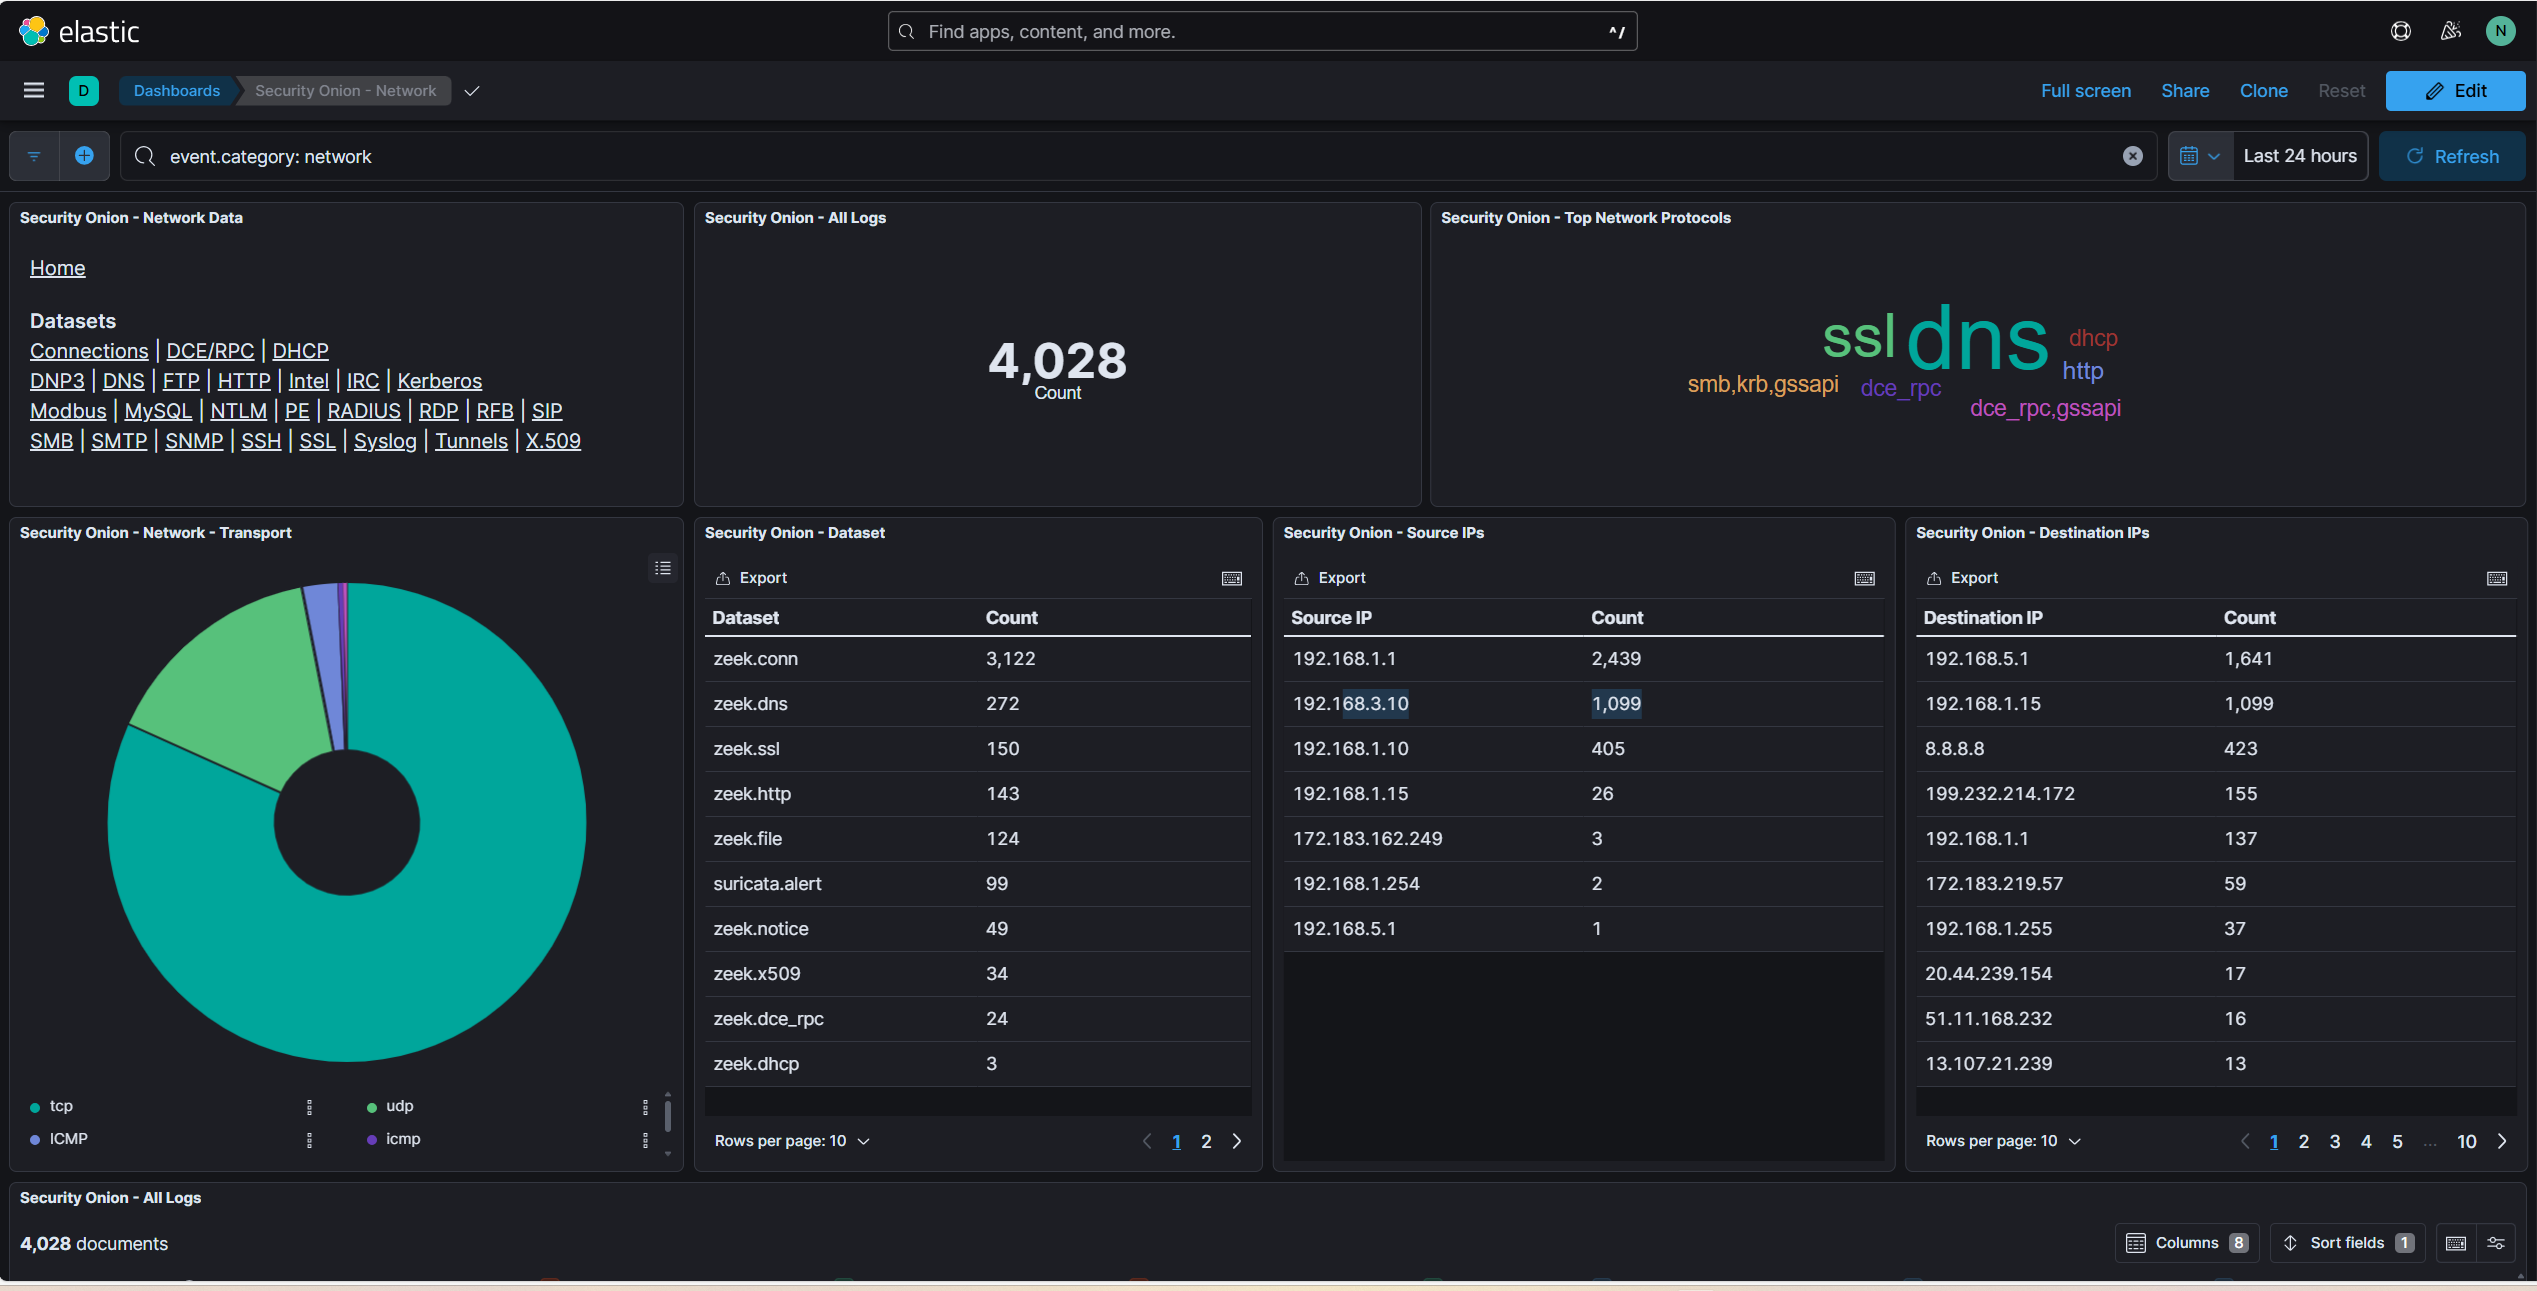 elastic
Find apps, content, and more.
^/
N
D
Dashboards
Security Onion - Network
Full screen
Share
Clone
Reset
Edit
event.category: network
Last 24 hours
Refresh
Security Onion - Network Data
Home
Datasets
Connections | DCE/RPC | DHCP
DNP3 | DNS | FTP | HTTP | Intel | IRC | Kerberos
Modbus | MySQL | NTLM | PE | RADIUS | RDP | RFB | SIP
SMB | SMTP | SNMP | SSH | SSL | Syslog | Tunnels | X.509
Security Onion - All Logs
4,028
Count
Security Onion - Top Network Protocols
ssl
dns
dhcp
http
smb,krb,gssapi
dce_rpc
dce_rpc,gssapi
Security Onion - Network - Transport
tcp
udp
ICMP
icmp
Security Onion - Dataset
Export
Dataset Count
zeek.conn 3,122
zeek.dns 272
zeek.ssl 150
zeek.http 143
zeek.file 124
suricata.alert 99
zeek.notice 49
zeek.x509 34
zeek.dce_rpc 24
zeek.dhcp 3
Rows per page: 10
1 2
Security Onion - Source IPs
Export
Source IP Count
192.168.1.1 2,439
192.168.3.10 1,099
192.168.1.10 405
192.168.1.15 26
172.183.162.249 3
192.168.1.254 2
192.168.5.1 1
Security Onion - Destination IPs
Export
Destination IP Count
192.168.5.1 1,641
192.168.1.15 1,099
8.8.8.8 423
199.232.214.172 155
192.168.1.1 137
172.183.219.57 59
192.168.1.255 37
20.44.239.154 17
51.11.168.232 16
13.107.21.239 13
Rows per page: 10
1 2 3 4 5 ... 10
Security Onion - All Logs
4,028 documents
Columns 8
Sort fields 1